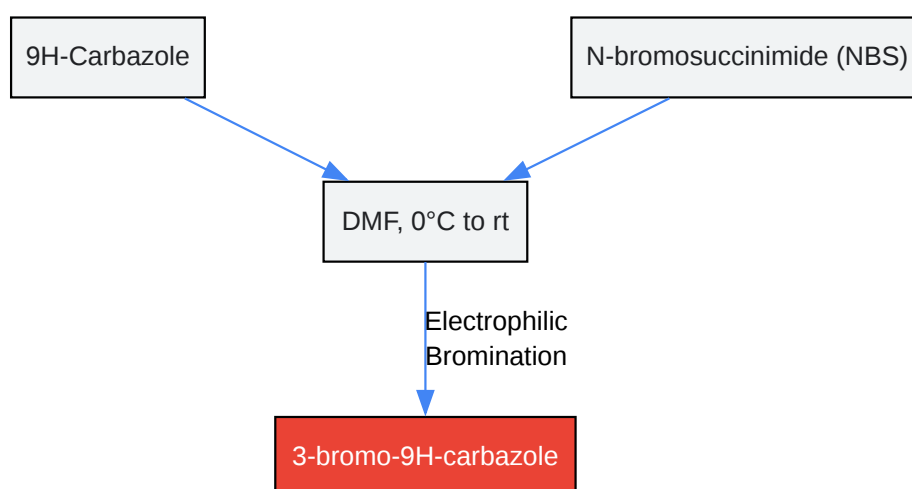 9H-Carbazole
N-bromosuccinimide (NBS)
DMF, 0°C to rt
Electrophilic
Bromination
3-bromo-9H-carbazole